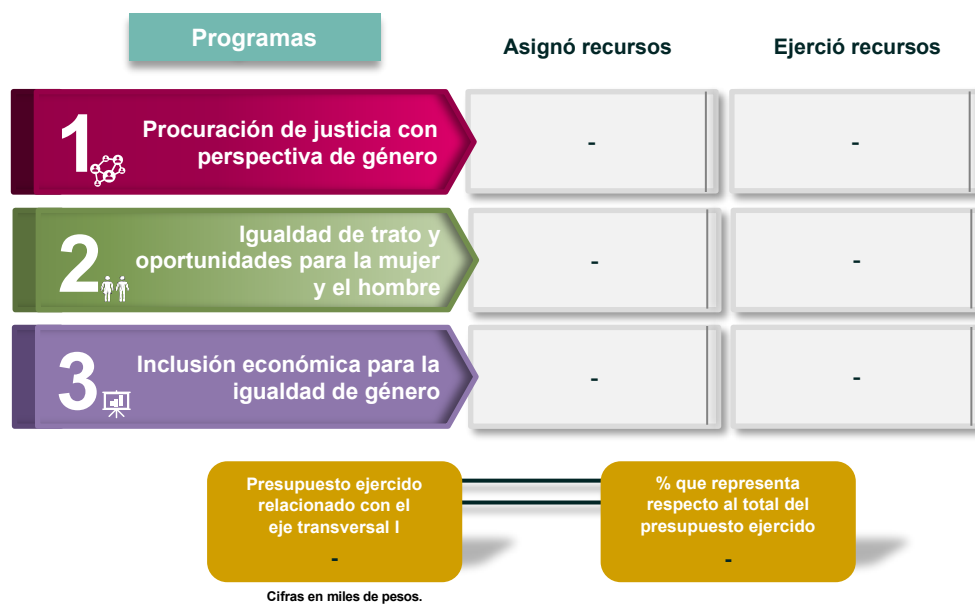 Programas
Asignó recursos
Ejerció recursos
1
Procuración de justicia con
perspectiva de género
-
-
2
Igualdad de trato y
oportunidades para la mujer
y el hombre
-
-
3
Inclusión económica para la
igualdad de género
-
-
Presupuesto ejercido
relacionado con el
eje transversal I
-
% que representa
respecto al total del
presupuesto ejercido
-
Cifras en miles de pesos.